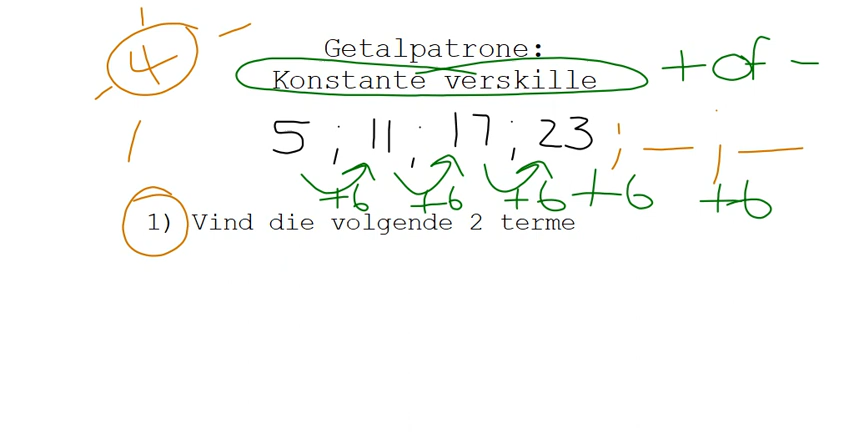 4
Getalpatrone:
Konstante verskille
+ of -
5 ; 11 ; 17 ; 23 ; __ ; __
+6 +6 +6 +6 +6
1) Vind die volgende 2 terme